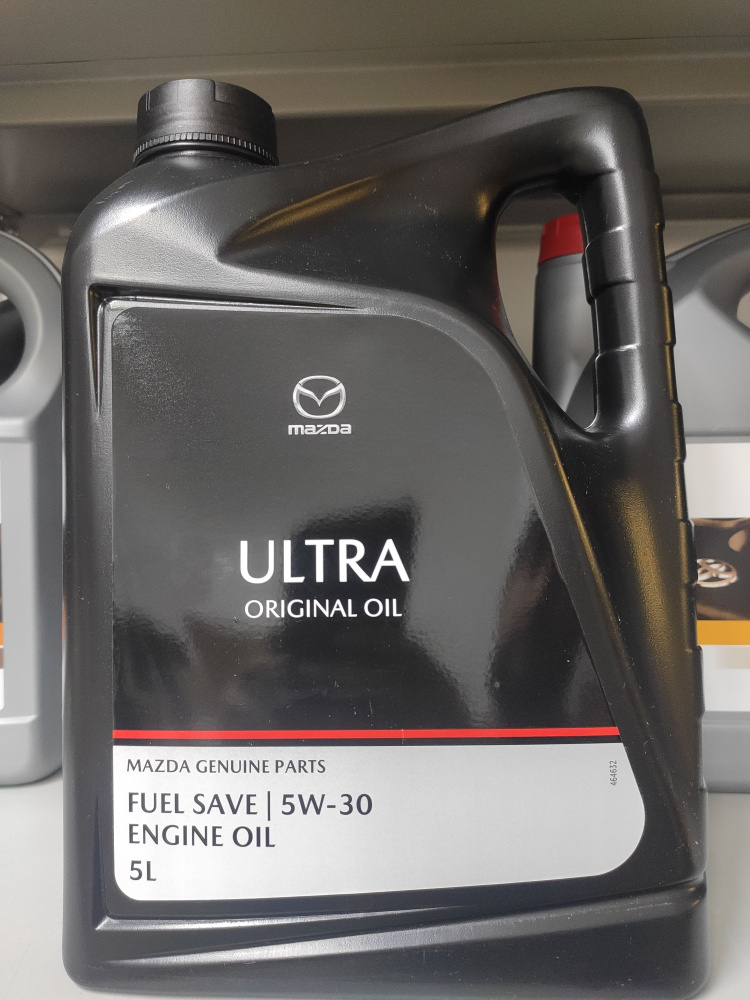 mazda
ULTRA
ORIGINAL OIL
MAZDA GENUINE PARTS
464632
FUEL SAVE | 5W-30
ENGINE OIL
5L